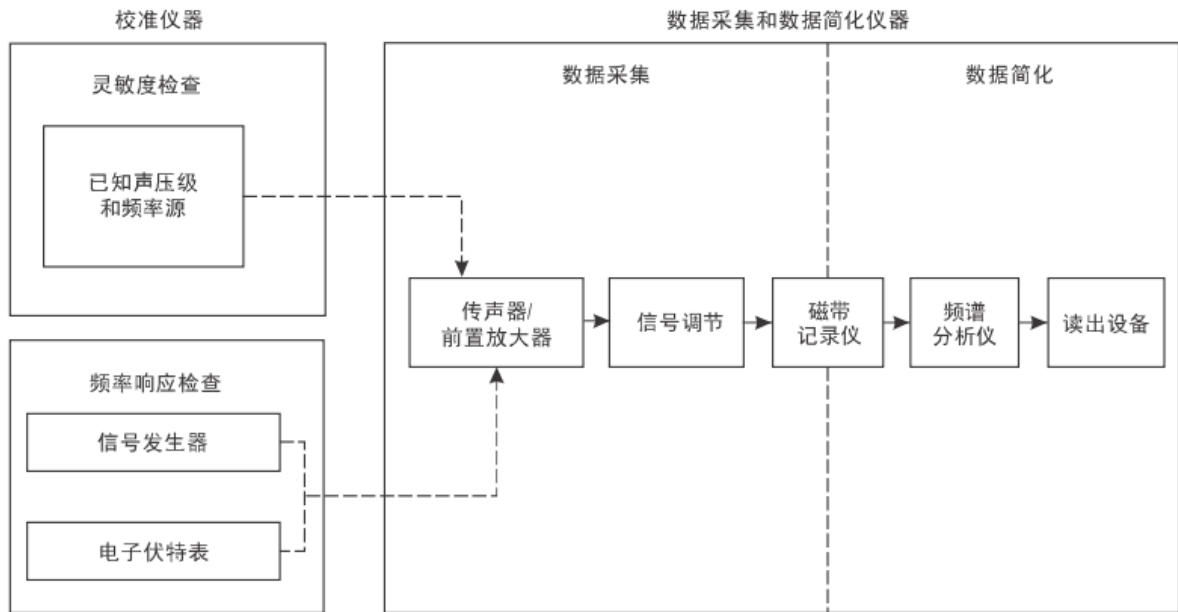 校准仪器
灵敏度检查
已知声压级
和频率源
频率响应检查
信号发生器
电子伏特表
数据采集和数据简化仪器
数据采集
数据简化
传声器/
前置放大器
信号调节
磁带
记录仪
频谱
分析仪
读出设备